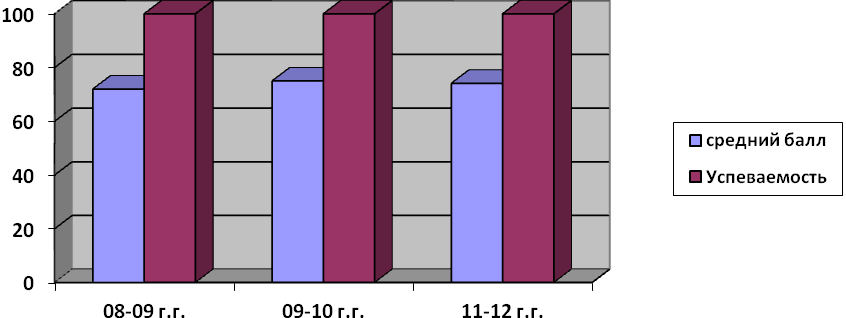 100
80
60
40
20
0
08-09 г.г.
09-10 г.г.
11-12 г.г.
средний балл
Успеваемость